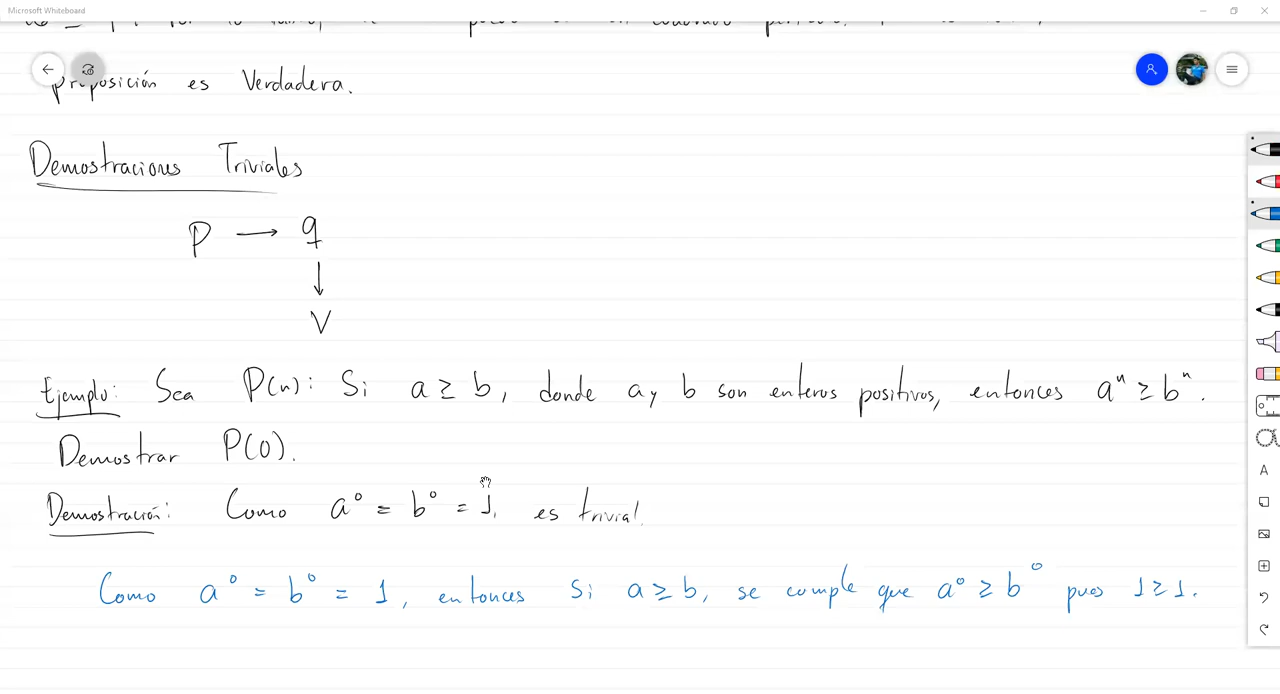 Microsoft Whiteboard
proposición es Verdadera.
Demostraciones Triviales
P → q
↓
V
Ejemplo: Sea P(n): Si a ≥ b, donde a y b son enteros positivos, entonces aⁿ ≥ bⁿ.
Demostrar P(0).
Demostración: Como a⁰ = b⁰ = 1, es trivial.
Como a⁰ = b⁰ = 1, entonces si a ≥ b, se cumple que a⁰ ≥ b⁰ pues 1 ≥ 1.
A